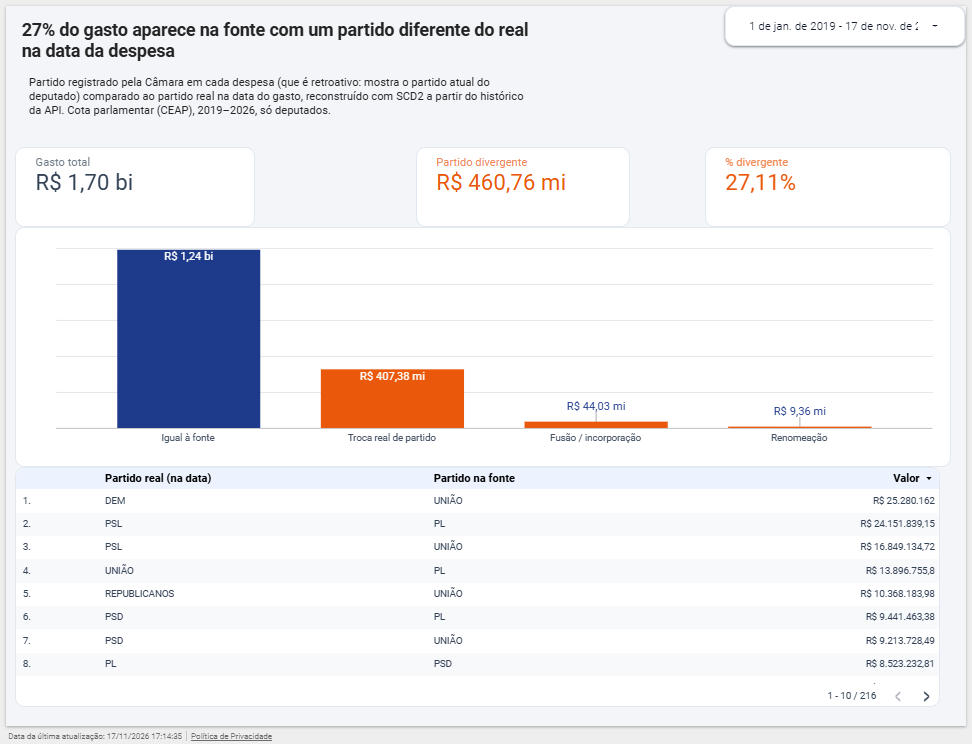 27% do gasto aparece na fonte com um partido diferente do real
na data da despesa
1 de jan. de 2019 - 17 de nov. de
Partido registrado pela Câmara em cada despesa (que é retroativo: mostra o partido atual do
deputado) comparado ao partido real na data do gasto, reconstruído com SCD2 a partir do histórico
da API. Cota parlamentar (CEAP), 2019–2026, só deputados.
Gasto total
R$ 1,70 bi
Partido divergente
R$ 460,76 mi
% divergente
27,11%
R$ 1,24 bi
R$ 407,38 mi
R$ 44,03 mi
R$ 9,36 mi
Igual à fonte
Troca real de partido
Fusão / incorporação
Renomeação
Partido real (na data) Partido na fonte Valor
1. DEM UNIÃO R$ 25.280.162
2. PSL PL R$ 24.151.839,15
3. PSL UNIÃO R$ 16.849.134,72
4. UNIÃO PL R$ 13.896.755,8
5. REPUBLICANOS UNIÃO R$ 10.368.183,98
6. PSD PL R$ 9.441.463,38
7. PSD UNIÃO R$ 9.213.728,49
8. PL PSD R$ 8.523.232,81
1 - 10 / 216
Data da última atualização: 17/11/2026 17:14:35 Política de Privacidade